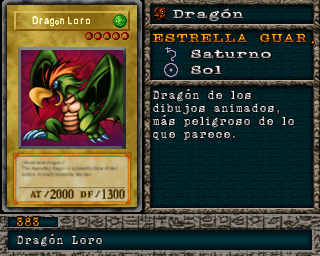 Dragón Loro
AT/2000 DF/1300
Dragón
ESTRELLA GUAR.
Saturno
Sol
Dragón de los
dibujos animados,
más peligroso de lo
que parece.
383
Dragón Loro